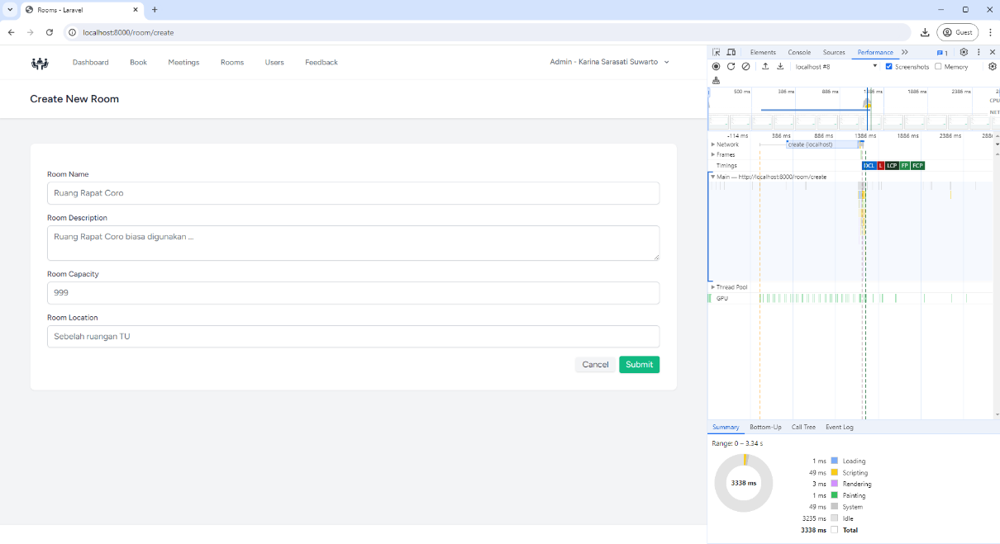 Rooms - Laravel
localhost:8000/room/create
Guest
Dashboard Book Meetings Rooms Users Feedback
Admin - Karina Sarasati Suwarto
Create New Room
Room Name
Ruang Rapat Coro
Room Description
Ruang Rapat Coro biasa digunakan ...
Room Capacity
999
Room Location
Sebelah ruangan TU
Cancel Submit
Elements Console Sources Performance 1
localhost #8 Screenshots Memory
500 ms 386 ms 886 ms 1386 ms 1886 ms 2386 ms
CPU
NET
-114 ms 386 ms 886 ms 1386 ms 1886 ms 2386 ms 288
Network create (localhost)
Frames
Timings DCL L LCP FP FCP
Main — http://localhost:8000/room/create
Thread Pool
GPU
Summary Bottom-Up Call Tree Event Log
Range: 0 – 3.34 s
3338 ms
1 ms Loading
49 ms Scripting
3 ms Rendering
1 ms Painting
49 ms System
3235 ms Idle
3338 ms Total